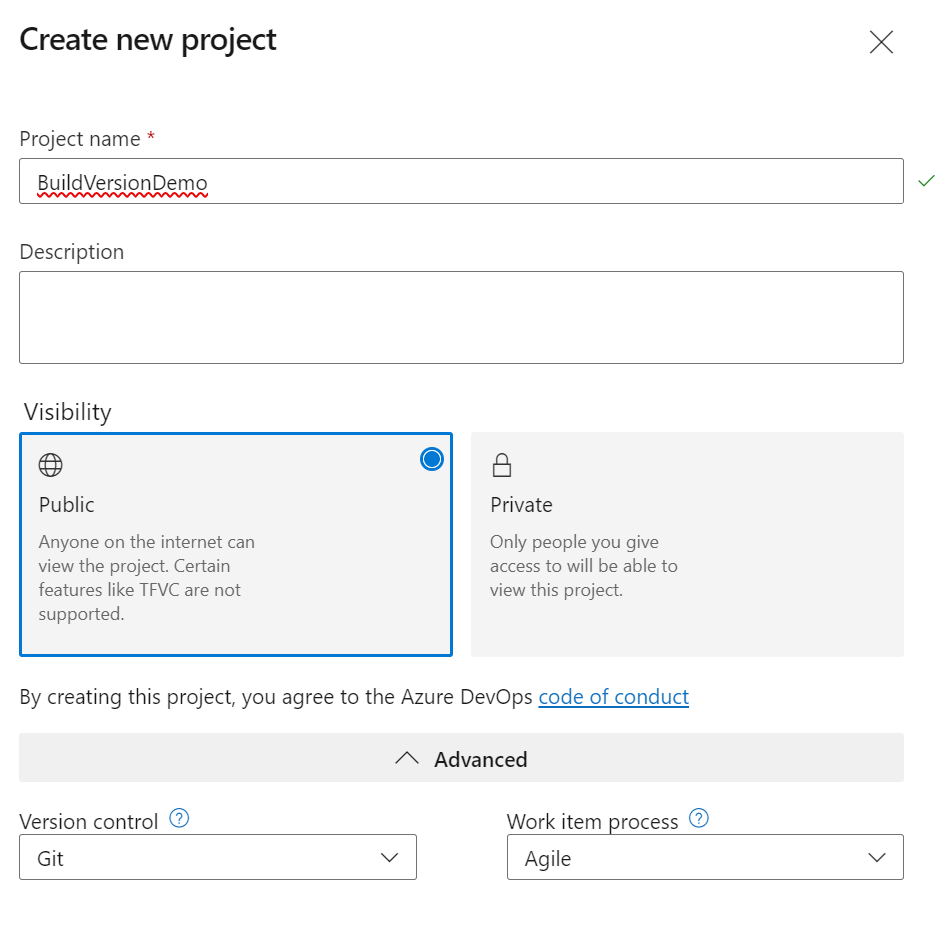 Create new project
Project name *
BuildVersionDemo
Description
Visibility
Public
Anyone on the internet can
view the project. Certain
features like TFVC are not
supported.
Private
Only people you give
access to will be able to
view this project.
By creating this project, you agree to the Azure DevOps code of conduct
Advanced
Version control ?
Git
Work item process ?
Agile